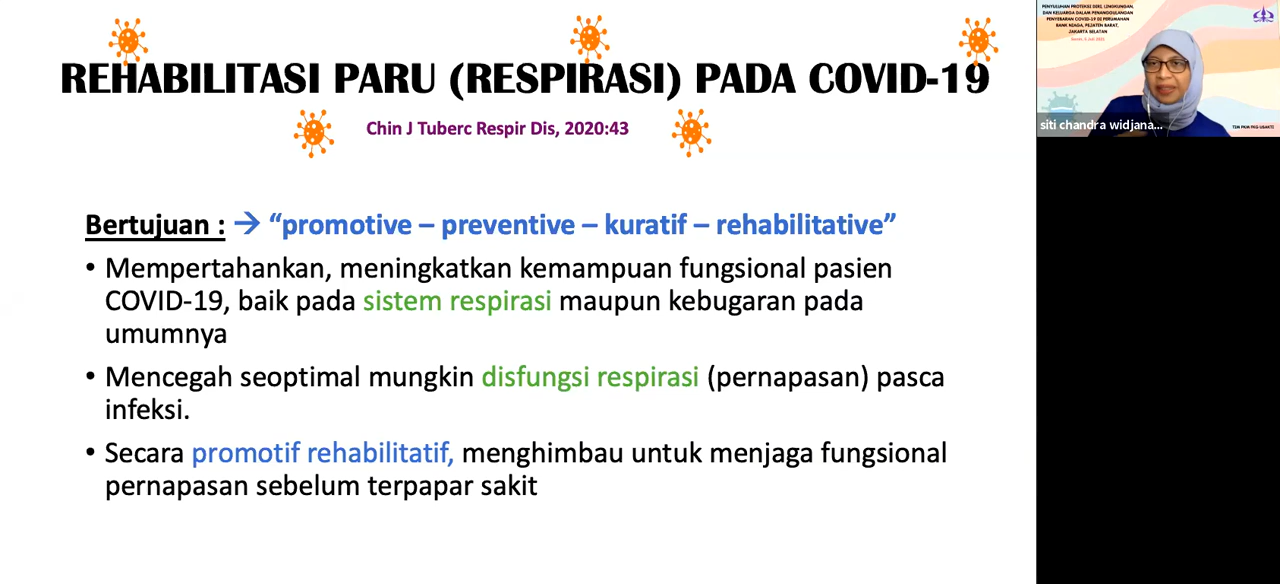 REHABILITASI PARU (RESPIRASI) PADA COVID-19
Chin J Tuberc Respir Dis, 2020:43
Bertujuan : → “promotive – preventive – kuratif – rehabilitative”
• Mempertahankan, meningkatkan kemampuan fungsional pasien
COVID-19, baik pada sistem respirasi maupun kebugaran pada
umumnya
• Mencegah seoptimal mungkin disfungsi respirasi (pernapasan) pasca
infeksi.
• Secara promotif rehabilitatif, menghimbau untuk menjaga fungsional
pernapasan sebelum terpapar sakit
PENYULUHAN PROTEKSI DIRI, LINGKUNGAN,
DAN KELUARGA DALAM PENANGGULANGAN
PENYEBARAN COVID-19 DI PERUMAHAN
BANK NIAGA, PEJATEN BARAT,
JAKARTA SELATAN
siti chandra widjana...